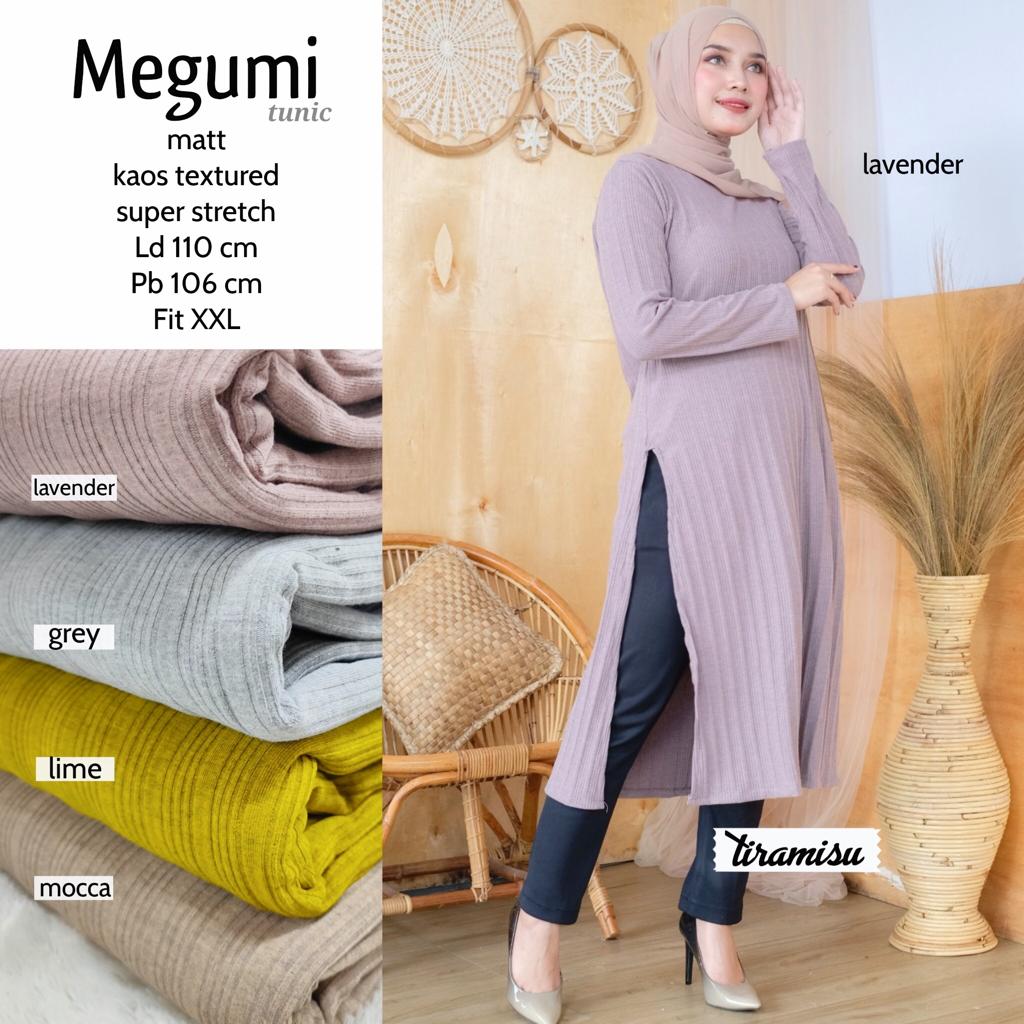 Megumi
tunic
matt
kaos textured
super stretch
Ld 110 cm
Pb 106 cm
Fit XXL
lavender
lavender
grey
lime
mocca
tiramisu